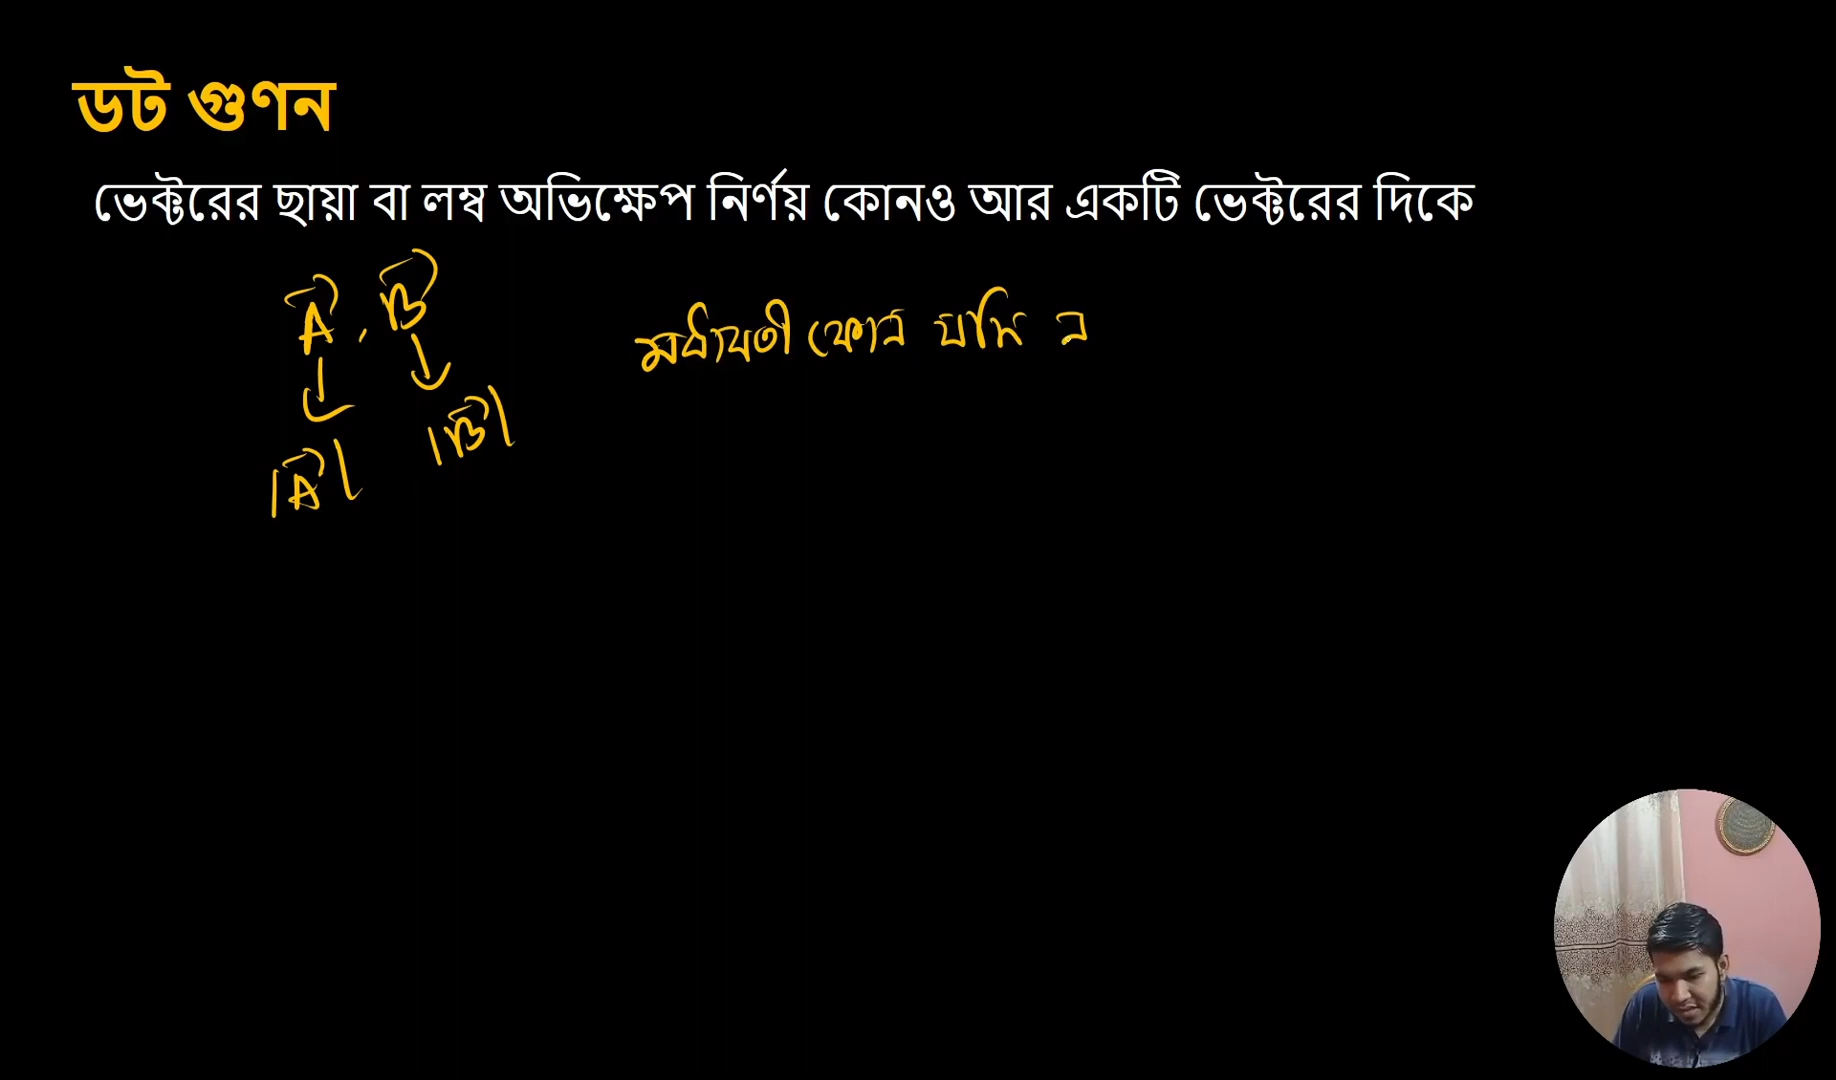 ডট গুণন
ভেক্টরের ছায়া বা লম্ব অভিক্ষেপ নির্ণয় কোনও আর একটি ভেক্টরের দিকে
A⃗ , B⃗
মধ্যবর্তী কোন যদি
|A⃗| |B⃗|